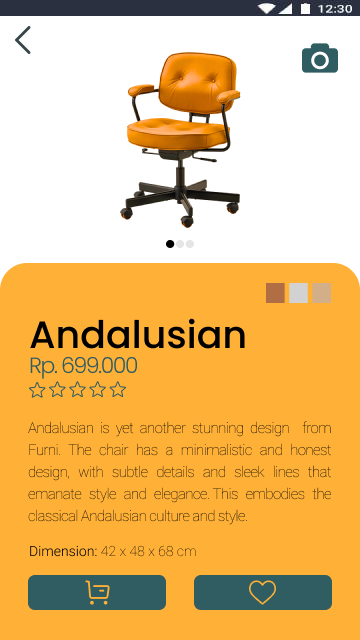 12:30
Andalusian
Rp. 699.000
Andalusian is yet another stunning design from
Furni. The chair has a minimalistic and honest
design, with subtle details and sleek lines that
emanate style and elegance. This embodies the
classical Andalusian culture and style.
Dimension: 42 x 48 x 68 cm